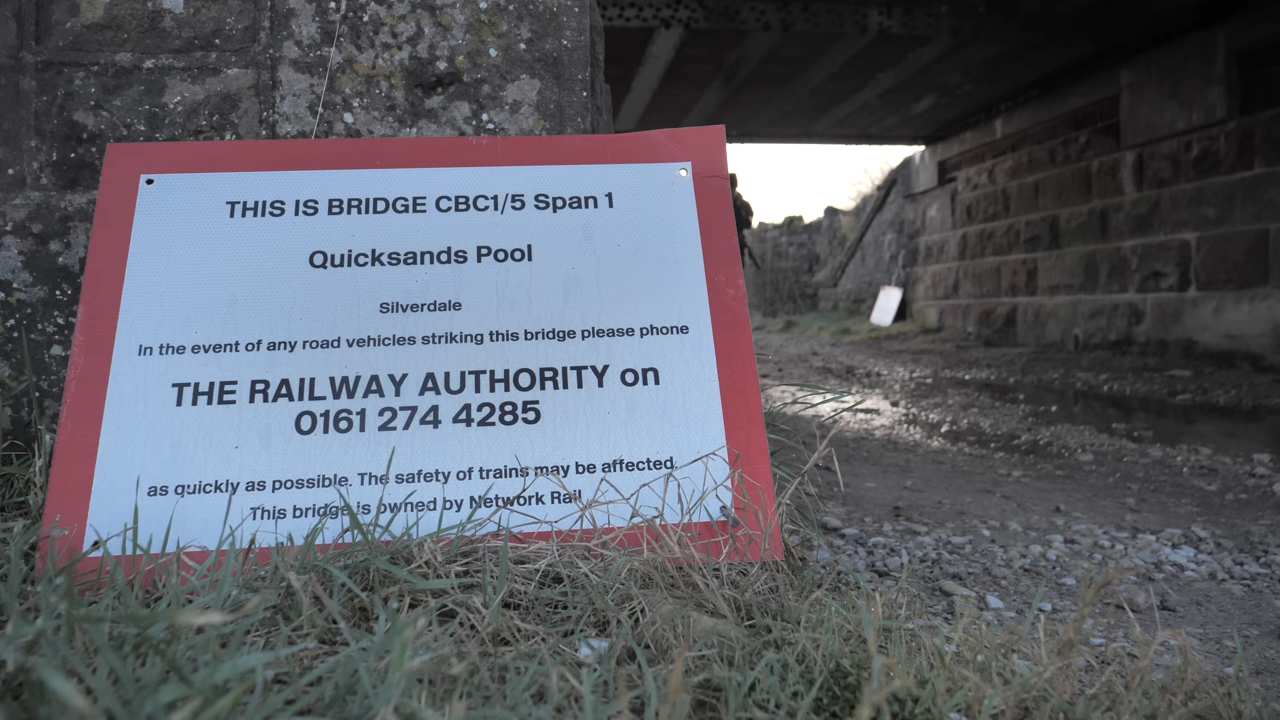 THIS IS BRIDGE CBC1/5 Span 1
Quicksands Pool
Silverdale
In the event of any road vehicles striking this bridge please phone
THE RAILWAY AUTHORITY on
0161 274 4285
as quickly as possible. The safety of trains may be affected.
This bridge is owned by Network Rail